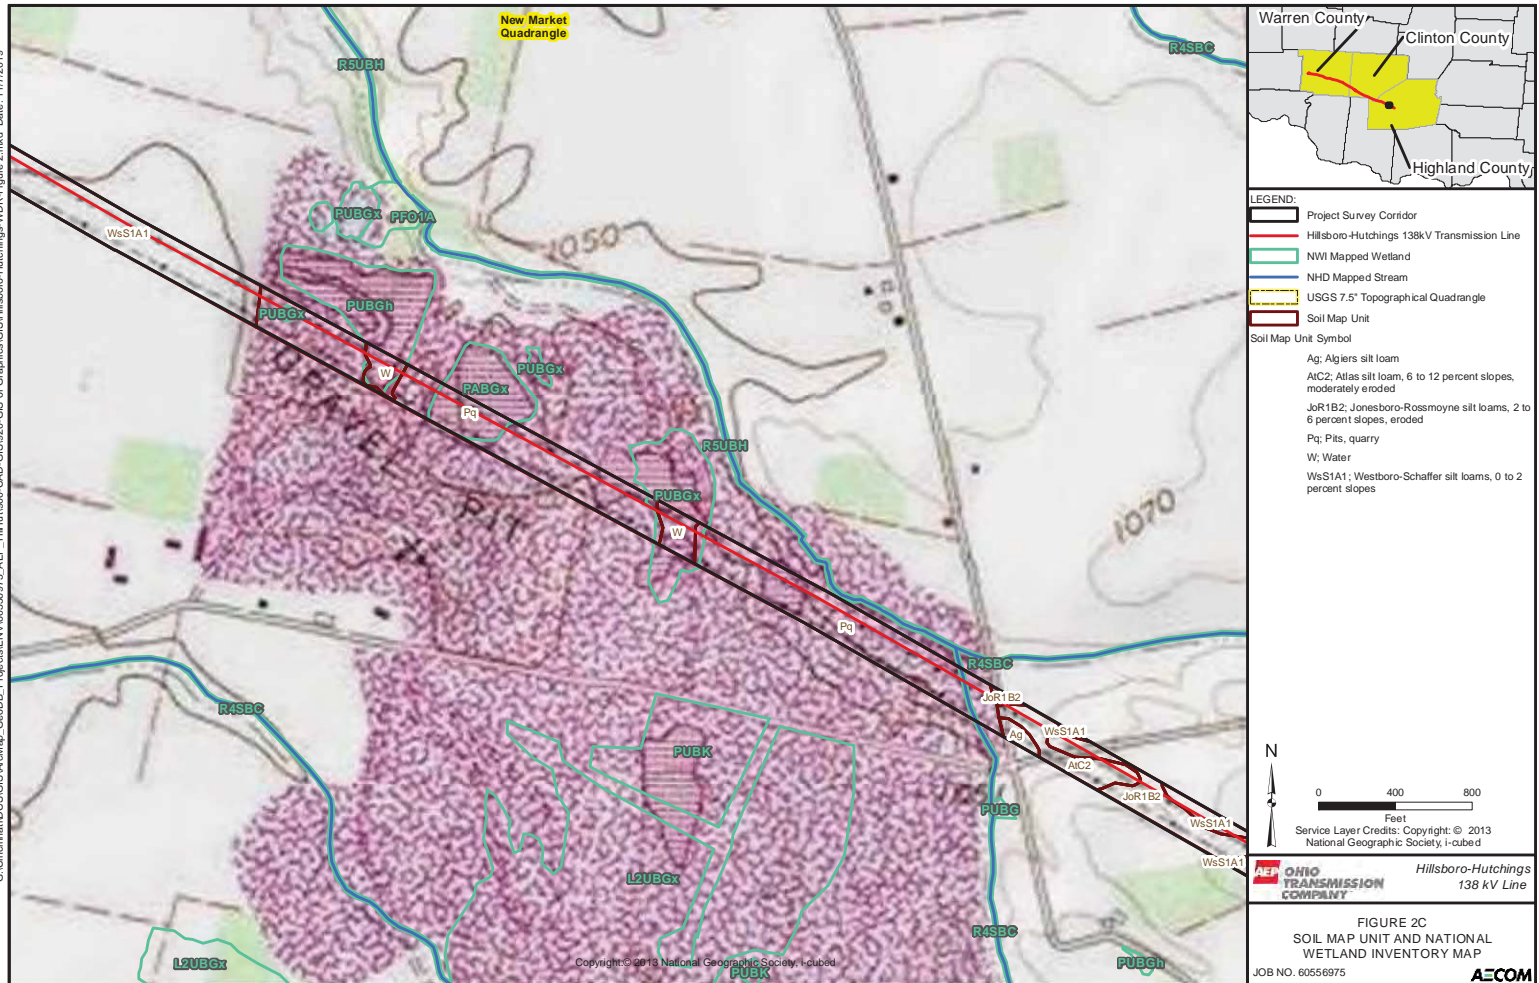 New Market
Quadrangle
R5UBH
R4SBC
PUBGx
PFO1A
WsS1A1
1050
PUBGh
PUBGx
W
PUBGx
PABGx
Pq
R5UBH
PUBGx
W
1070
Pq
R4SBC
JoR1B2
WsS1A1
Ag
AtC2
JoR1B2
WsS1A1
WsS1A1
R4SBC
PUBK
PUBG
L2UBGx
R4SBC
L2UBGx
PUBK
PUBGh
Copyright:© 2013 National Geographic Society, i-cubed
Warren County
Clinton County
Highland County
LEGEND:
Project Survey Corridor
Hillsboro-Hutchings 138kV Transmission Line
NWI Mapped Wetland
NHD Mapped Stream
USGS 7.5" Topographical Quadrangle
Soil Map Unit
Soil Map Unit Symbol
Ag; Algiers silt loam
AtC2; Atlas silt loam, 6 to 12 percent slopes,
moderately eroded
JoR1B2; Jonesboro-Rossmoyne silt loams, 2 to
6 percent slopes, eroded
Pq; Pits, quarry
W; Water
WsS1A1; Westboro-Schaffer silt loams, 0 to 2
percent slopes
N
0 400 800
Feet
Service Layer Credits: Copyright: © 2013
National Geographic Society, i-cubed
AEP OHIO
TRANSMISSION
COMPANY
Hillsboro-Hutchings
138 kV Line
FIGURE 2C
SOIL MAP UNIT AND NATIONAL
WETLAND INVENTORY MAP
JOB NO. 60556975
AECOM